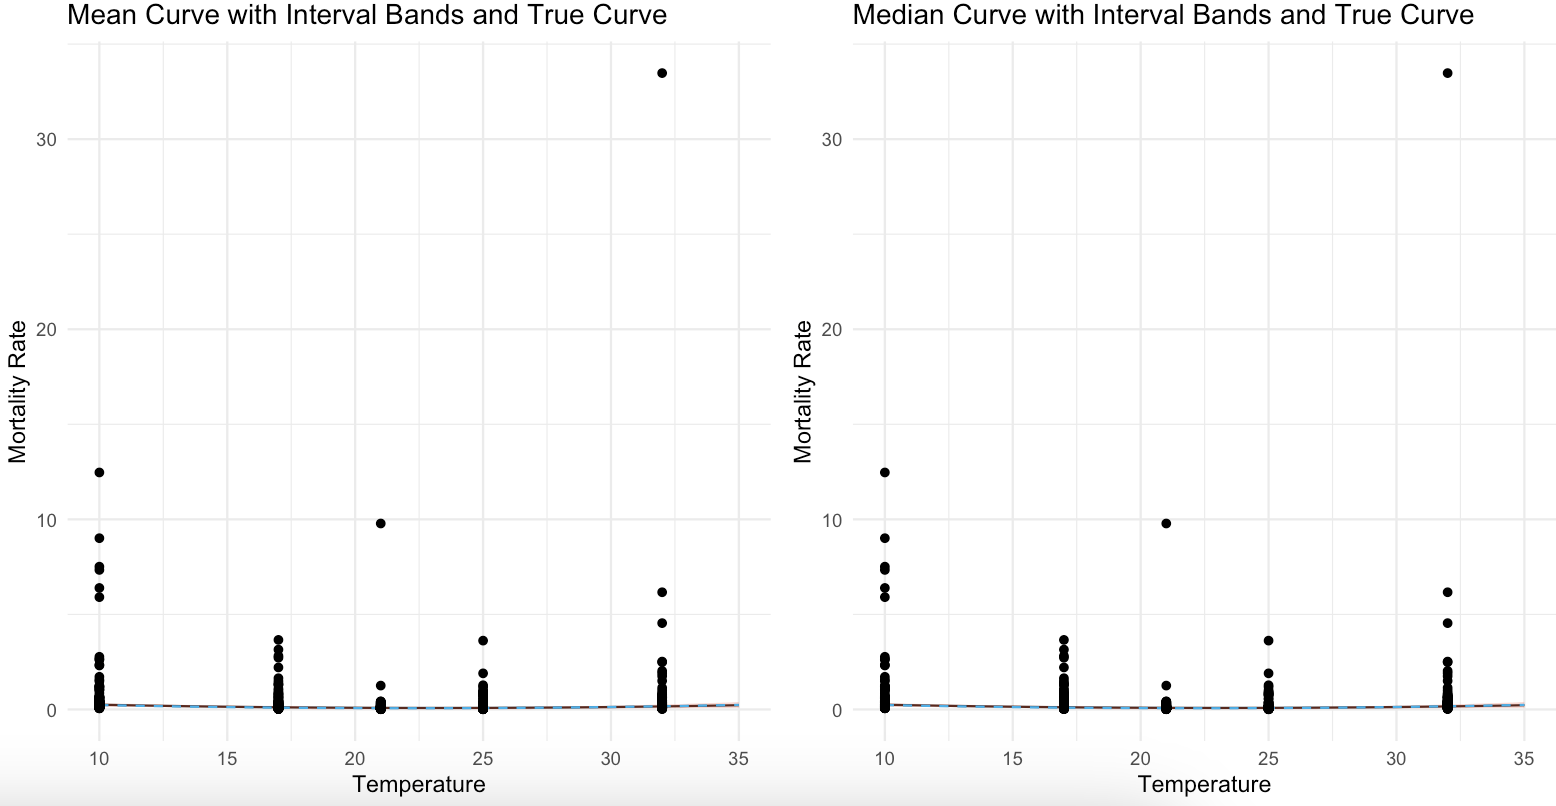 Mean Curve with Interval Bands and True Curve
Mortality Rate
30
20
10
0
10 15 20 25 30 35
Temperature
Median Curve with Interval Bands and True Curve
Mortality Rate
30
20
10
0
10 15 20 25 30 35
Temperature